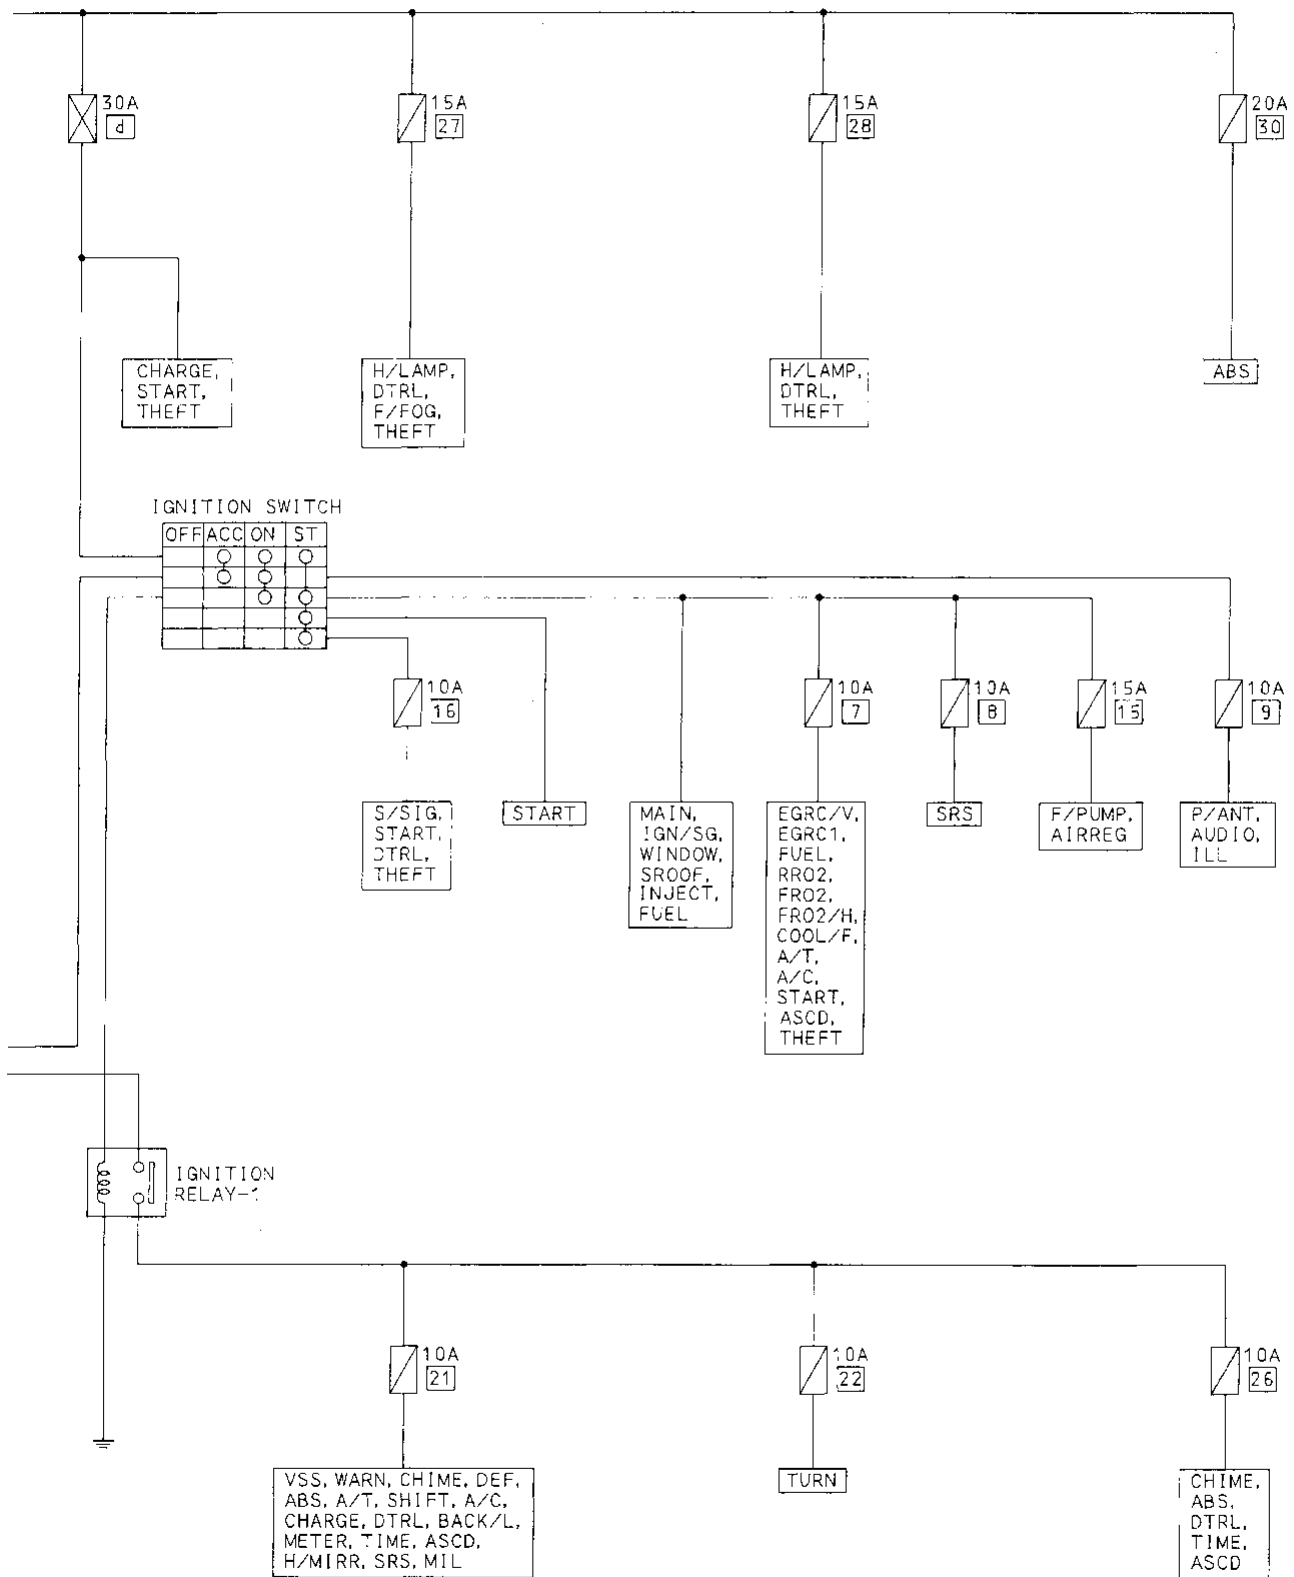 30A
d
15A
27
15A
28
20A
30
CHARGE,
START,
THEFT
H/LAMP,
DTRL,
F/FOG,
THEFT
H/LAMP,
DTRL,
THEFT
ABS
IGNITION SWITCH
OFF ACC ON ST
10A
16
10A
7
10A
8
15A
15
10A
9
S/SIG,
START,
DTRL,
THEFT
START
MAIN,
IGN/SG,
WINDOW,
SROOF,
INJECT,
FUEL
EGRC/V,
EGRC1,
FUEL,
RRO2,
FRO2,
FRO2/H,
COOL/F,
A/T,
A/C,
START,
ASCD,
THEFT
SRS
F/PUMP,
AIRREG
P/ANT,
AUDIO,
ILL
IGNITION
RELAY-1
10A
21
10A
22
10A
26
VSS, WARN, CHIME, DEF,
ABS, A/T, SHIFT, A/C,
CHARGE, DTRL, BACK/L,
METER, TIME, ASCD,
H/MIRR, SRS, MIL
TURN
CHIME,
ABS,
DTRL,
TIME,
ASCD